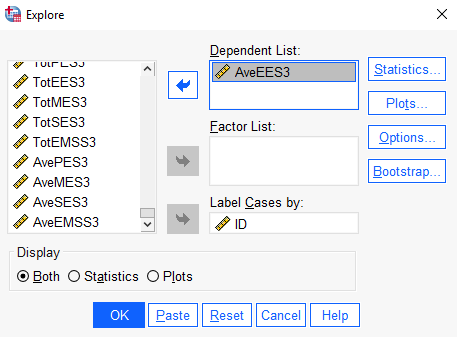 Explore
Dependent List:
AveEES3
TotPES3
TotEES3
TotMES3
TotSES3
TotEMSS3
AvePES3
AveMES3
AveSES3
AveEMSS3
Factor List:
Label Cases by:
ID
Statistics...
Plots...
Options...
Bootstrap...
Display
Both Statistics Plots
OK Paste Reset Cancel Help